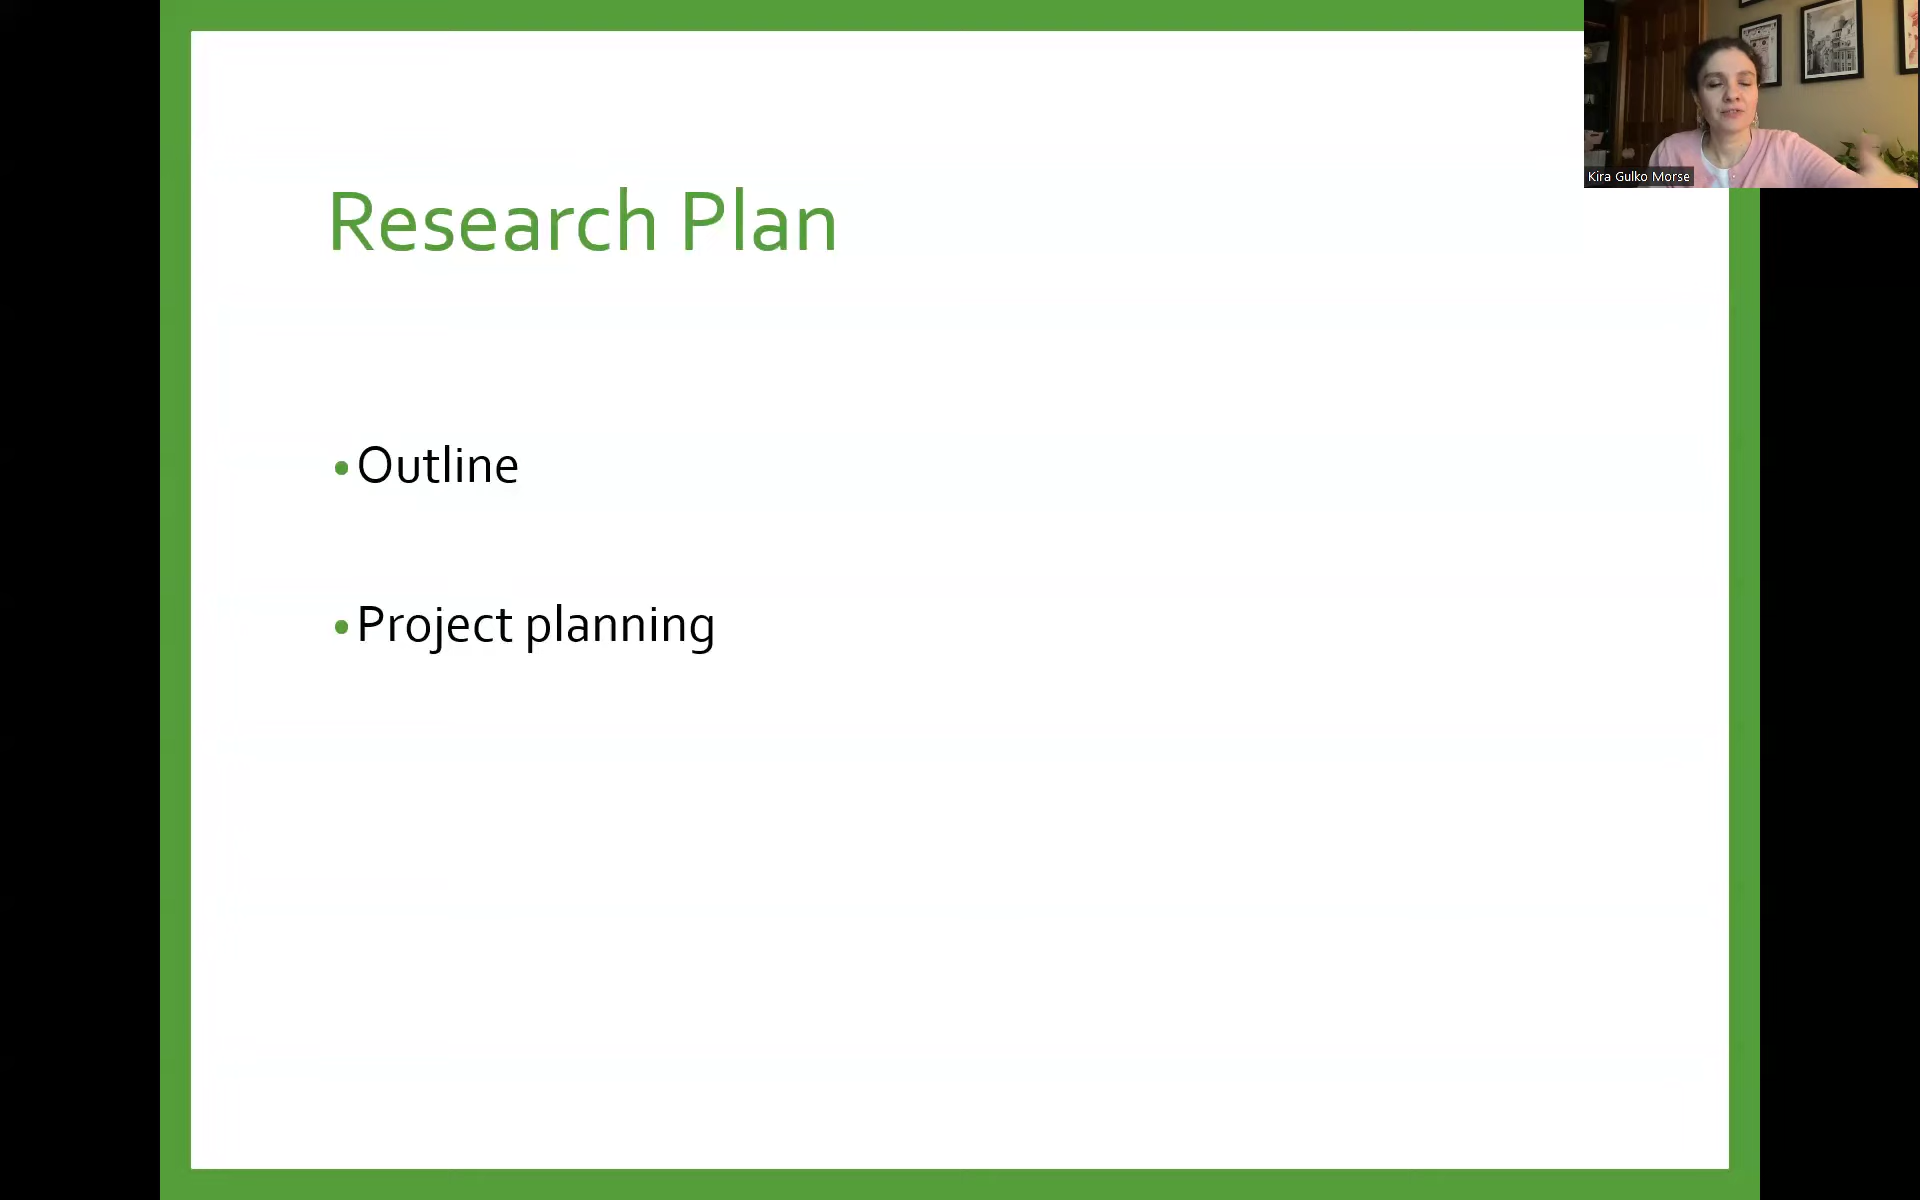 Kira Gulko Morse
Research Plan
• Outline
• Project planning